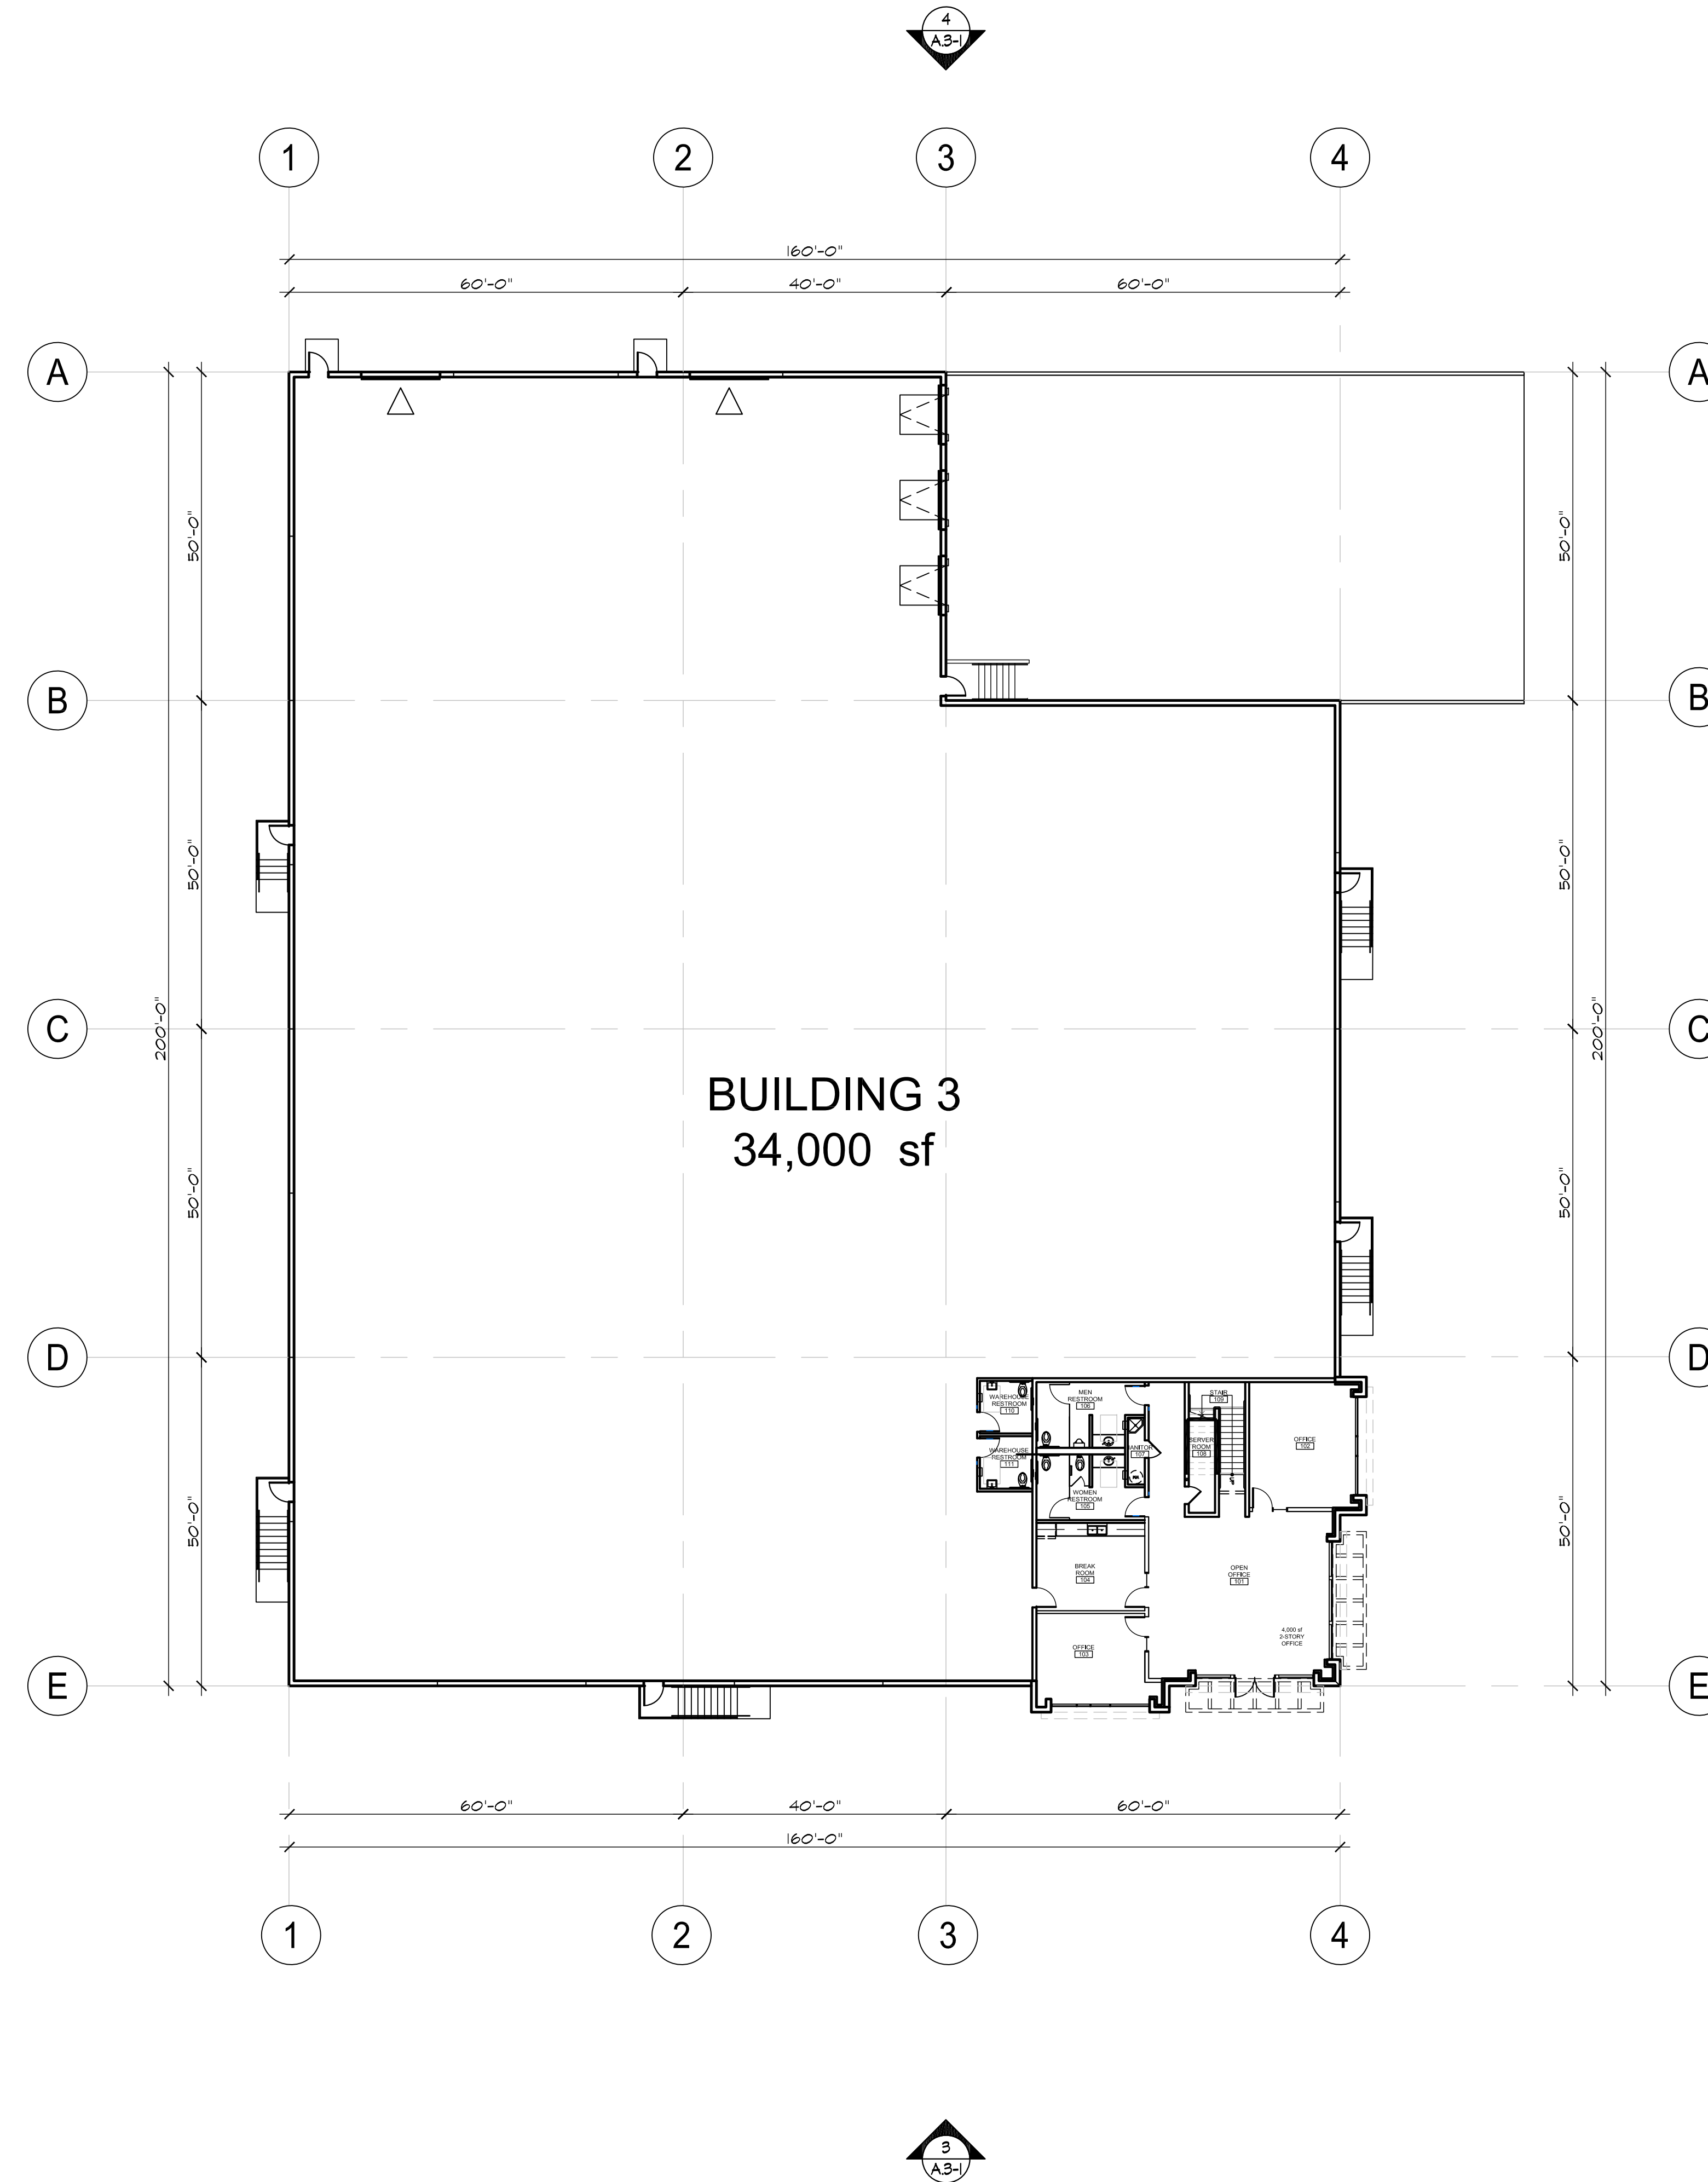 4
A.3-1
1
2
3
4
160'-0"
60'-0"
40'-0"
60'-0"
A
A
50'-0"
50'-0"
B
B
50'-0"
50'-0"
200'-0"
200'-0"
C
C
BUILDING 3
34,000 sf
50'-0"
50'-0"
D
D
WAREHOUSE
RESTROOM
110
MEN
RESTROOM
106
STAIR
109
OFFICE
102
SERVER
ROOM
108
JANITOR
107
WAREHOUSE
RESTROOM
111
WOMEN
RESTROOM
105
50'-0"
50'-0"
BREAK
ROOM
104
OPEN
OFFICE
101
4,000 sf
2-STORY
OFFICE
OFFICE
103
E
E
60'-0"
40'-0"
60'-0"
160'-0"
1
2
3
4
3
A.3-1